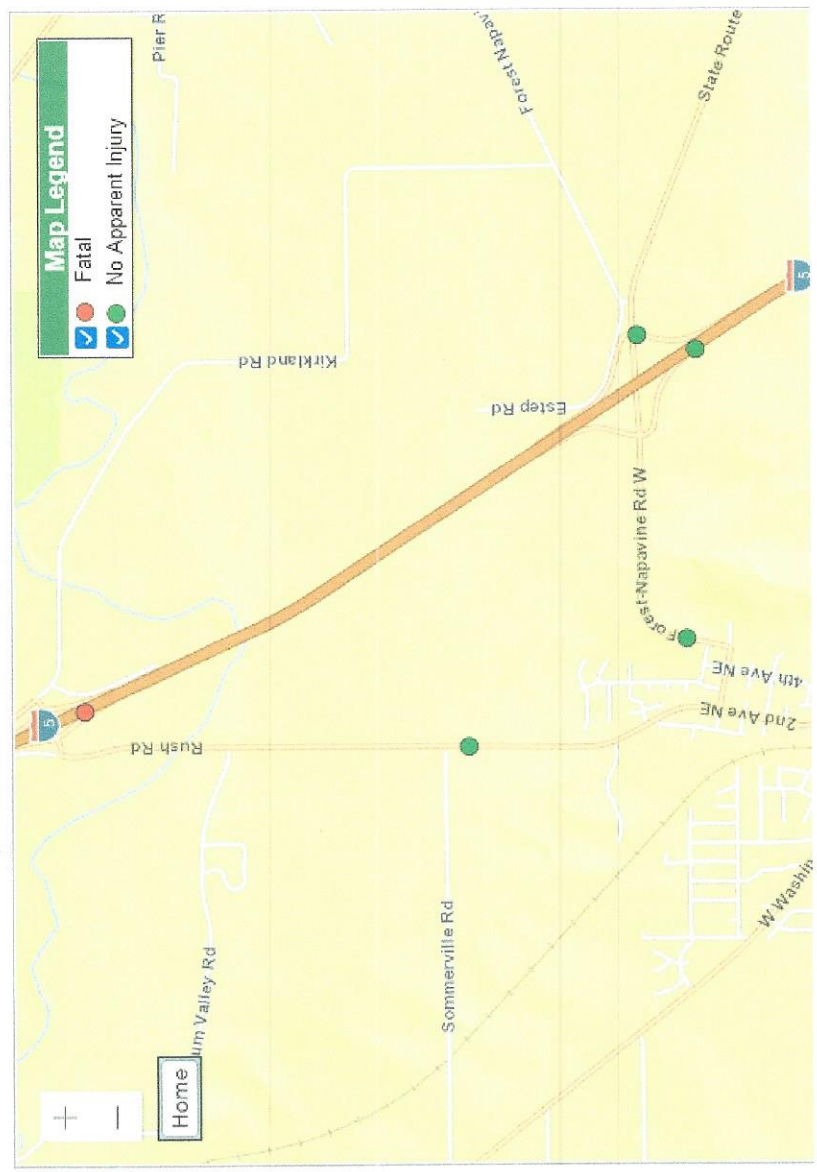 Map Legend
Fatal
No Apparent Injury
Pier R
Forest Napavi
State Route
Kirkland Rd
Estep Rd
5
Forest-Napavine Rd W
4th Ave NE
2nd Ave NE
5
Rush Rd
Sommerville Rd
um Valley Rd
W Washin
+
−
Home